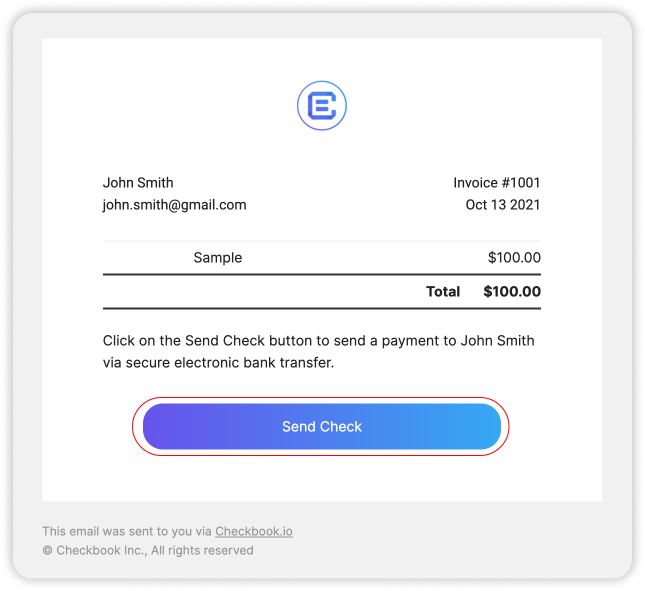 John Smith
Invoice #1001
john.smith@gmail.com
Oct 13 2021
Sample $100.00
Total $100.00
Click on the Send Check button to send a payment to John Smith
via secure electronic bank transfer.
Send Check
This email was sent to you via Checkbook.io
© Checkbook Inc., All rights reserved